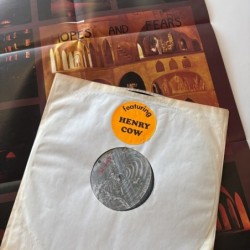 HOPES AND FEARS
featuring
HENRY
COW